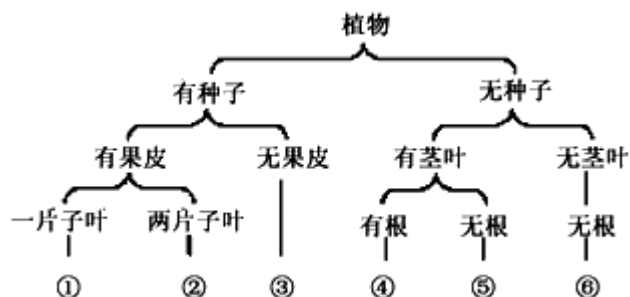 植物
有种子 无种子
有果皮 无果皮 有茎叶 无茎叶
一片子叶 两片子叶 有根 无根 无根
① ② ③ ④ ⑤ ⑥